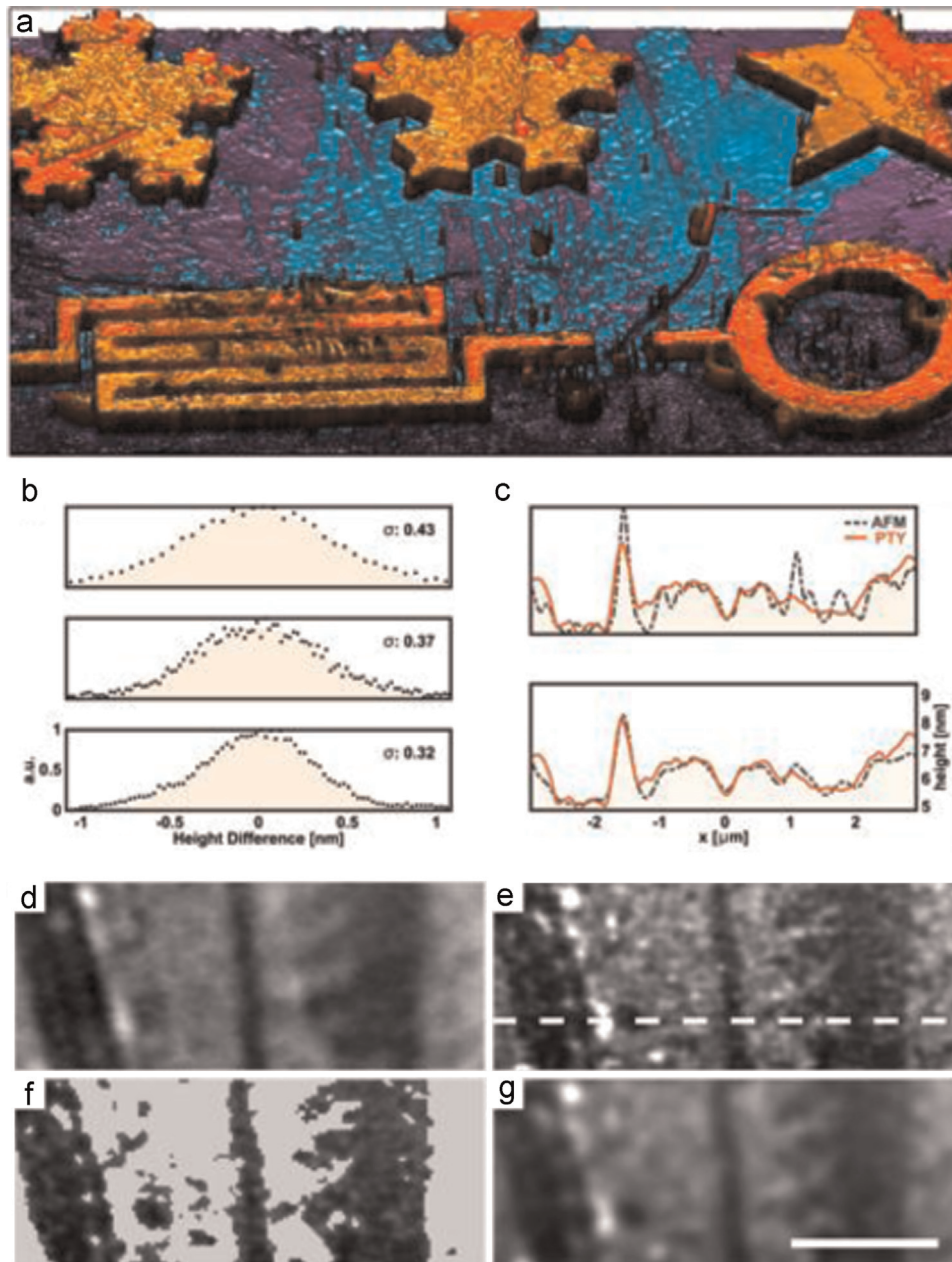 a
b
σ: 0.43
σ: 0.37
σ: 0.32
1
0.5
0
a.u.
-1 -0.5 0 0.5 1
Height Difference [nm]
c
AFM
PTY
9
8
7
6
5
height [nm]
-2 -1 0 1 2
x [μm]
d
e
f
g